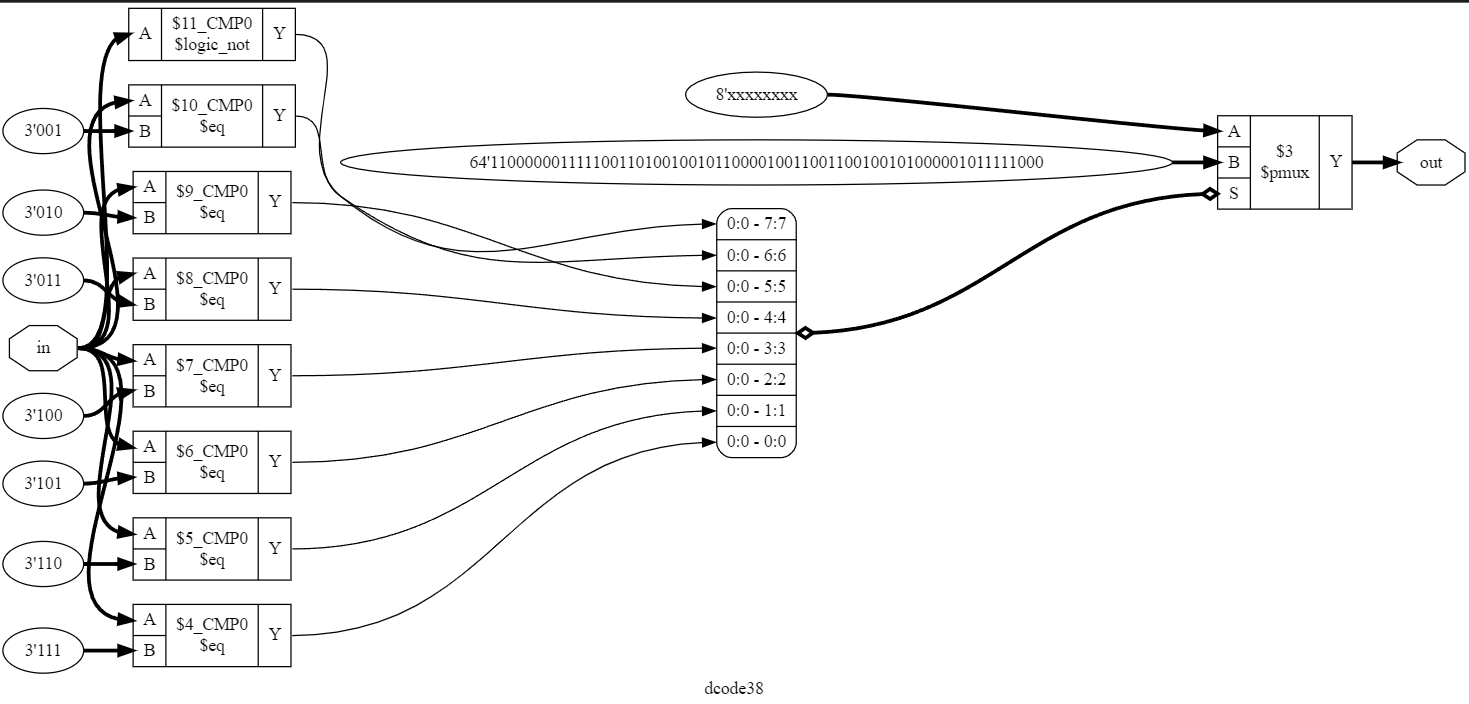 $11_CMP0
A
$logic_not
Y
$10_CMP0
A
B
$eq
Y
3'001
$9_CMP0
A
B
$eq
Y
3'010
$8_CMP0
A
B
$eq
Y
3'011
in
$7_CMP0
A
B
$eq
Y
3'100
$6_CMP0
A
B
$eq
Y
3'101
$5_CMP0
A
B
$eq
Y
3'110
$4_CMP0
A
B
$eq
Y
3'111
8'xxxxxxxx
64'1100000011111001101001001011000010011001100100101000001011111000
0:0 - 7:7
0:0 - 6:6
0:0 - 5:5
0:0 - 4:4
0:0 - 3:3
0:0 - 2:2
0:0 - 1:1
0:0 - 0:0
A
B
S
$3
$pmux
Y
out
dcode38